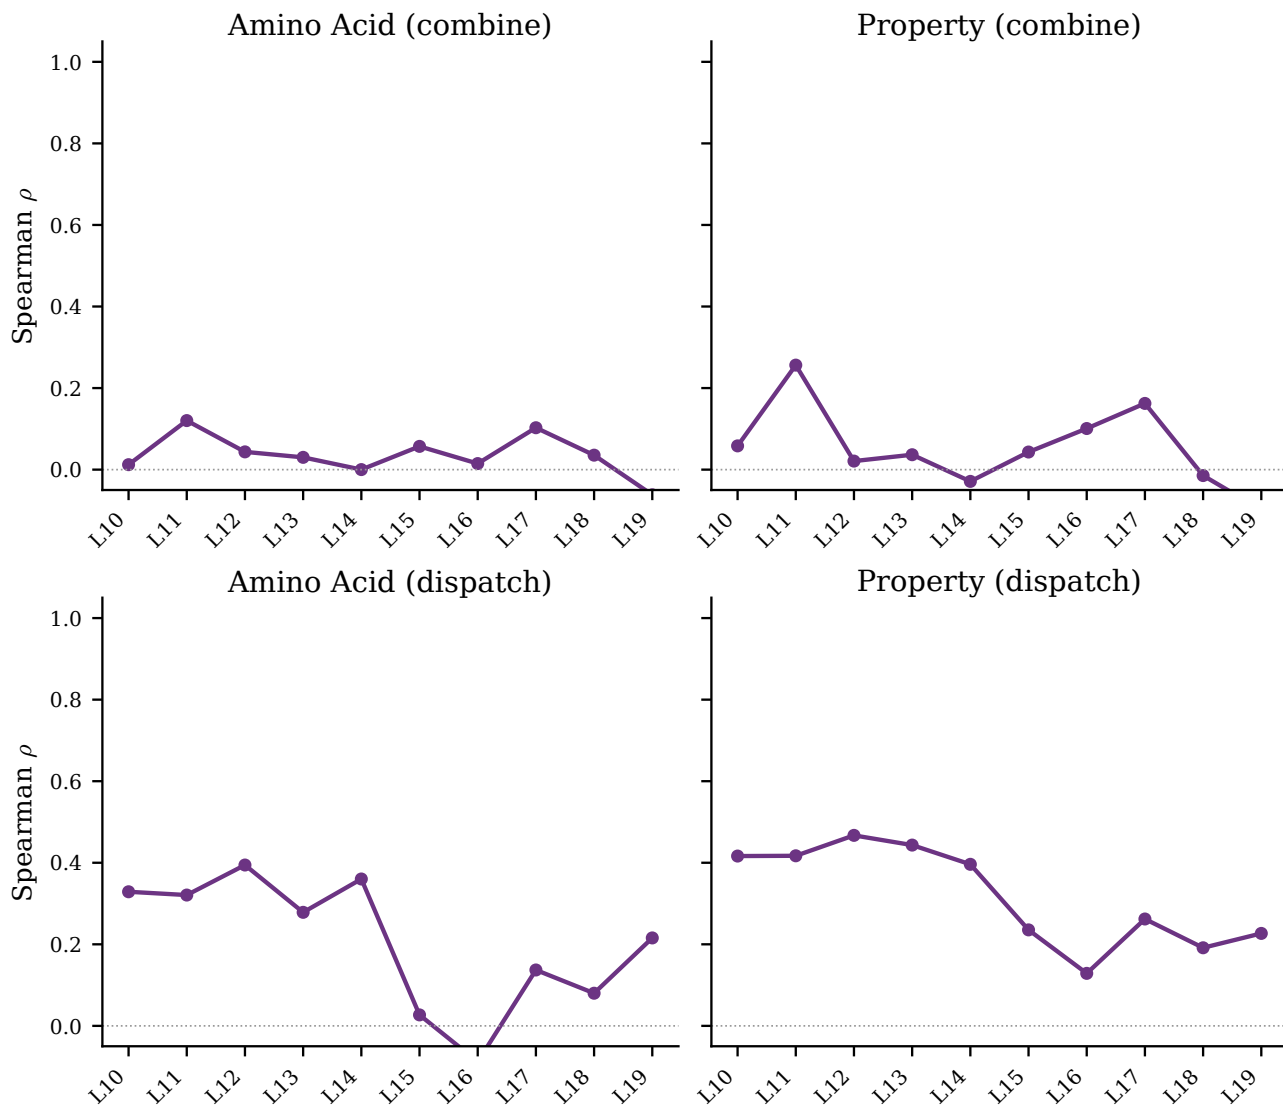 Amino Acid (combine)
Property (combine)
Spearman ρ
1.0
0.8
0.6
0.4
0.2
0.0
L10 L11 L12 L13 L14 L15 L16 L17 L18 L19
L10 L11 L12 L13 L14 L15 L16 L17 L18 L19
Amino Acid (dispatch)
Property (dispatch)
Spearman ρ
1.0
0.8
0.6
0.4
0.2
0.0
L10 L11 L12 L13 L14 L15 L16 L17 L18 L19
L10 L11 L12 L13 L14 L15 L16 L17 L18 L19